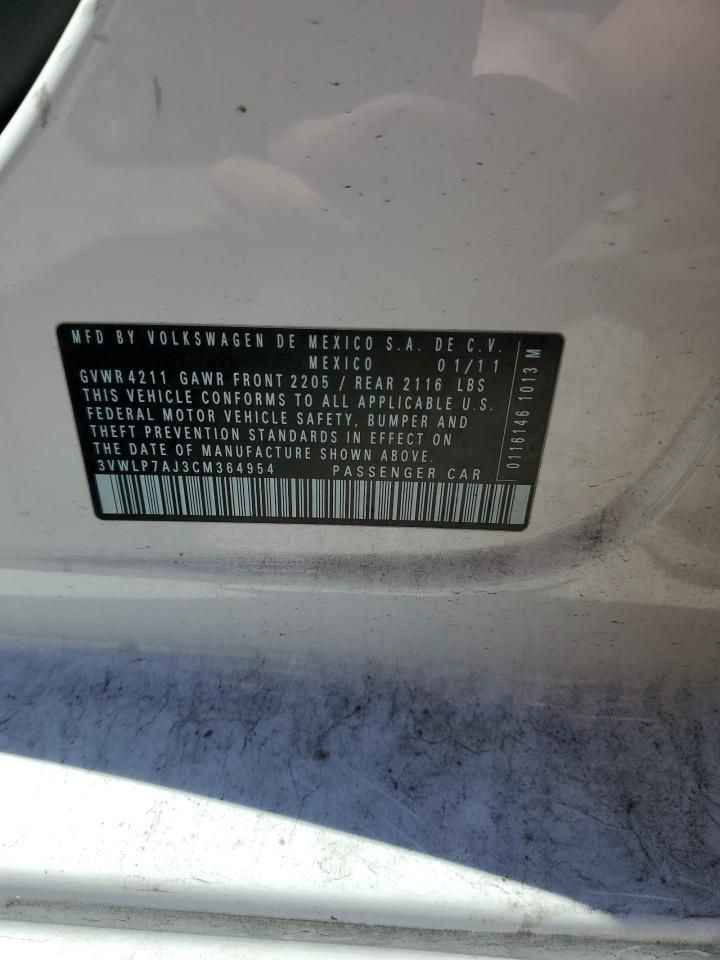 MFD BY VOLKSWAGEN DE MEXICO S.A. DE C.V.
MEXICO 01/11
GVWR 4211 GAWR FRONT 2205 / REAR 2116 LBS
THIS VEHICLE CONFORMS TO ALL APPLICABLE U.S.
FEDERAL MOTOR VEHICLE SAFETY, BUMPER AND
THEFT PREVENTION STANDARDS IN EFFECT ON
THE DATE OF MANUFACTURE SHOWN ABOVE.
3VWLP7AJ3CM364954 PASSENGER CAR
0116146 1013 M